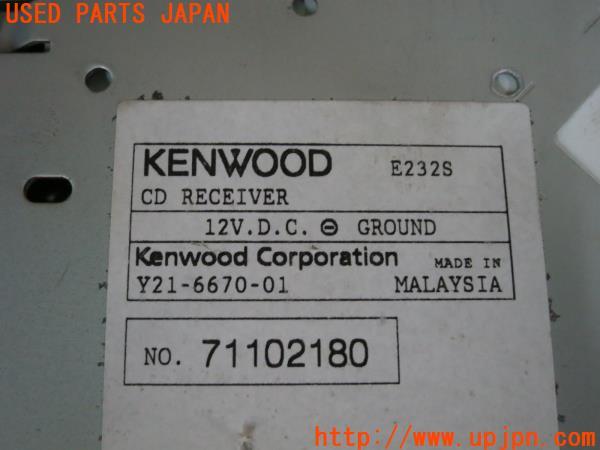 USED PARTS JAPAN
KENWOOD E232S
CD RECEIVER
12V.D.C. ⊖ GROUND
Kenwood Corporation MADE IN
Y21-6670-01 MALAYSIA
NO. 71102180
http://www.upjpn.com